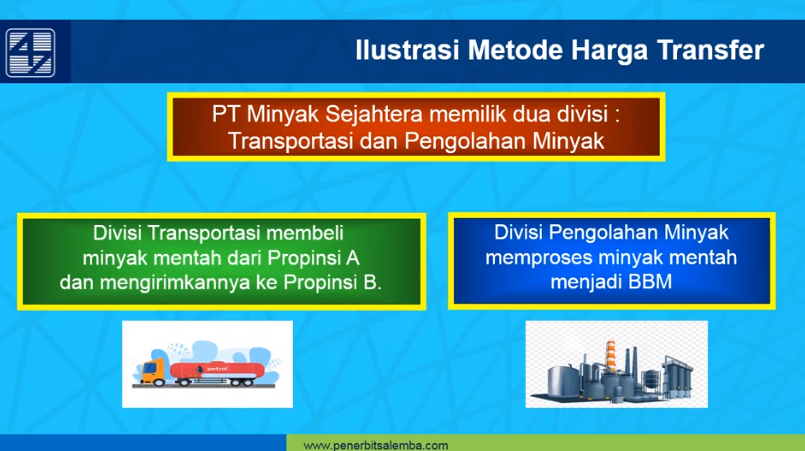 Ilustrasi Metode Harga Transfer
PT Minyak Sejahtera memilik dua divisi :
Transportasi dan Pengolahan Minyak
Divisi Transportasi membeli
minyak mentah dari Propinsi A
dan mengirimkannya ke Propinsi B.
Divisi Pengolahan Minyak
memproses minyak mentah
menjadi BBM
petrol
www.penerbitsalemba.com